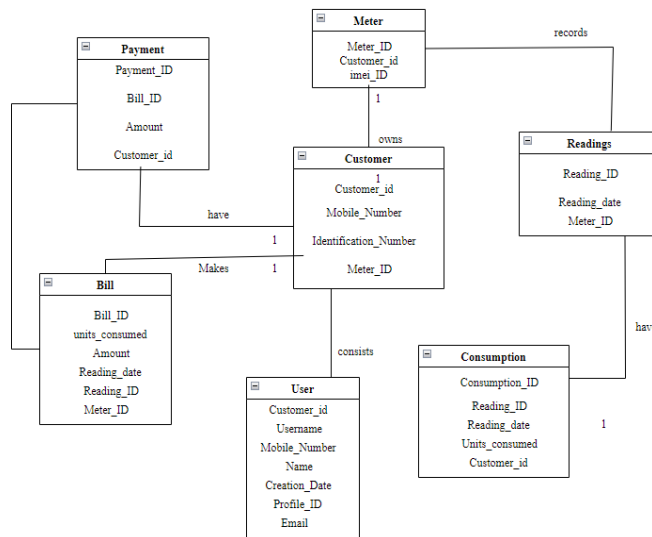 Meter
Meter_ID
Customer_id
imei_ID
1
records
Payment
Payment_ID
Bill_ID
Amount
Customer_id
owns
Customer
1
Customer_id
Mobile_Number
Identification_Number
Meter_ID
Readings
Reading_ID
Reading_date
Meter_ID
have
1
Makes
1
Bill
Bill_ID
units_consumed
Amount
Reading_date
Reading_ID
Meter_ID
consists
hav
Consumption
Consumption_ID
Reading_ID
Reading_date
Units_consumed
Customer_id
1
User
Customer_id
Username
Mobile_Number
Name
Creation_Date
Profile_ID
Email